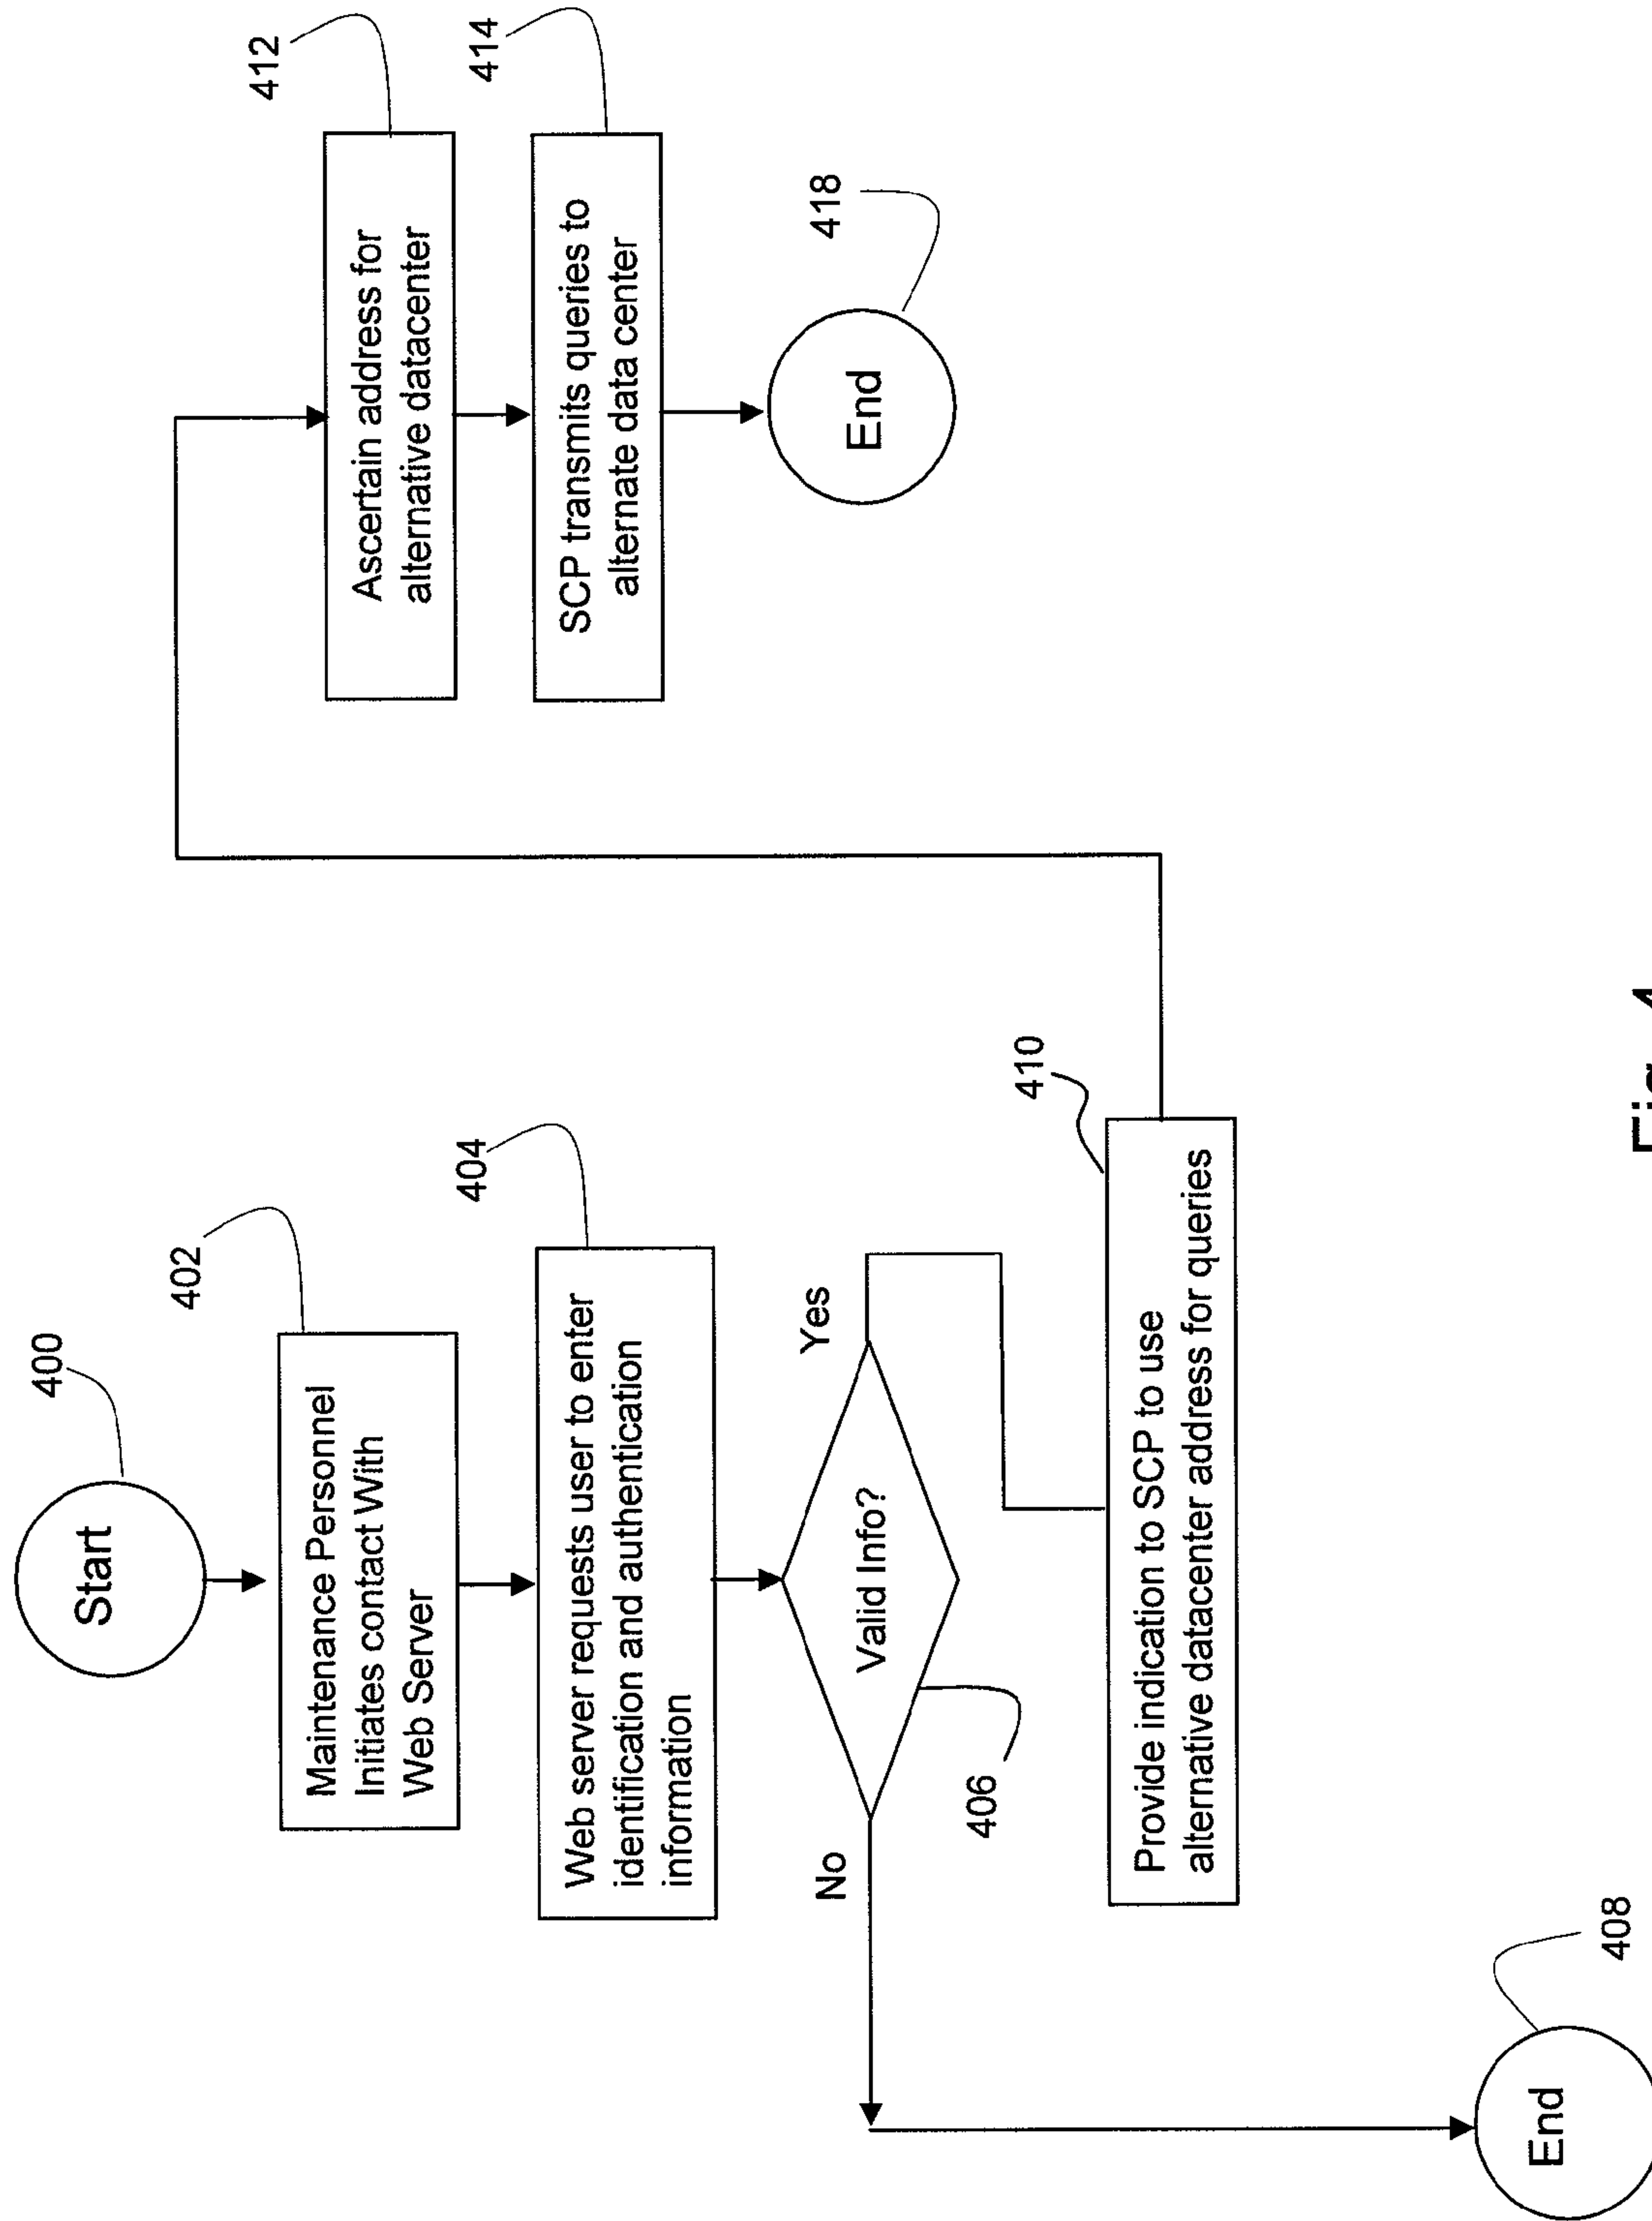 Start
400
Maintenance Personnel
Initiates contact With
Web Server
402
Web server requests user to enter
identification and authentication
information
404
Valid Info?
406
Yes
No
End
408
Provide indication to SCP to use
alternative datacenter address for queries
410
Ascertain address for
alternative datacenter
412
SCP transmits queries to
alternate data center
414
End
418
Fig. 4